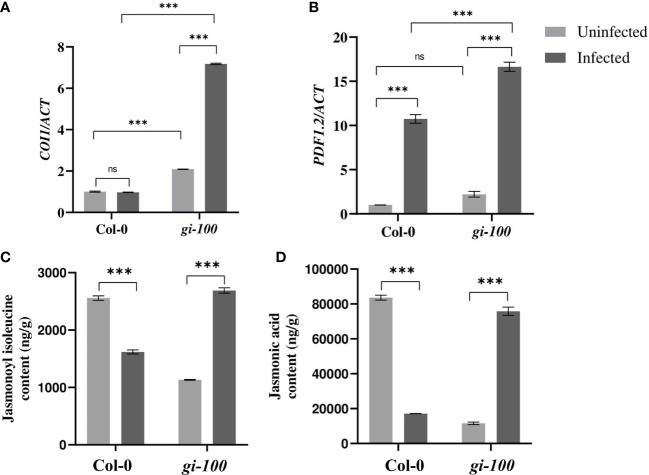 A
COI1/ACT
8
6
4
2
0
ns
***
***
***
Col-0
gi-100
B
PDF1.2/ACT
20
15
10
5
0
***
ns
***
***
Col-0
gi-100
Uninfected
Infected
C
Jasmonoyl isoleucine
content (ng/g)
3000
2000
1000
0
***
***
Col-0
gi-100
D
Jasmonic acid
content (ng/g)
100000
80000
60000
40000
20000
0
***
***
Col-0
gi-100